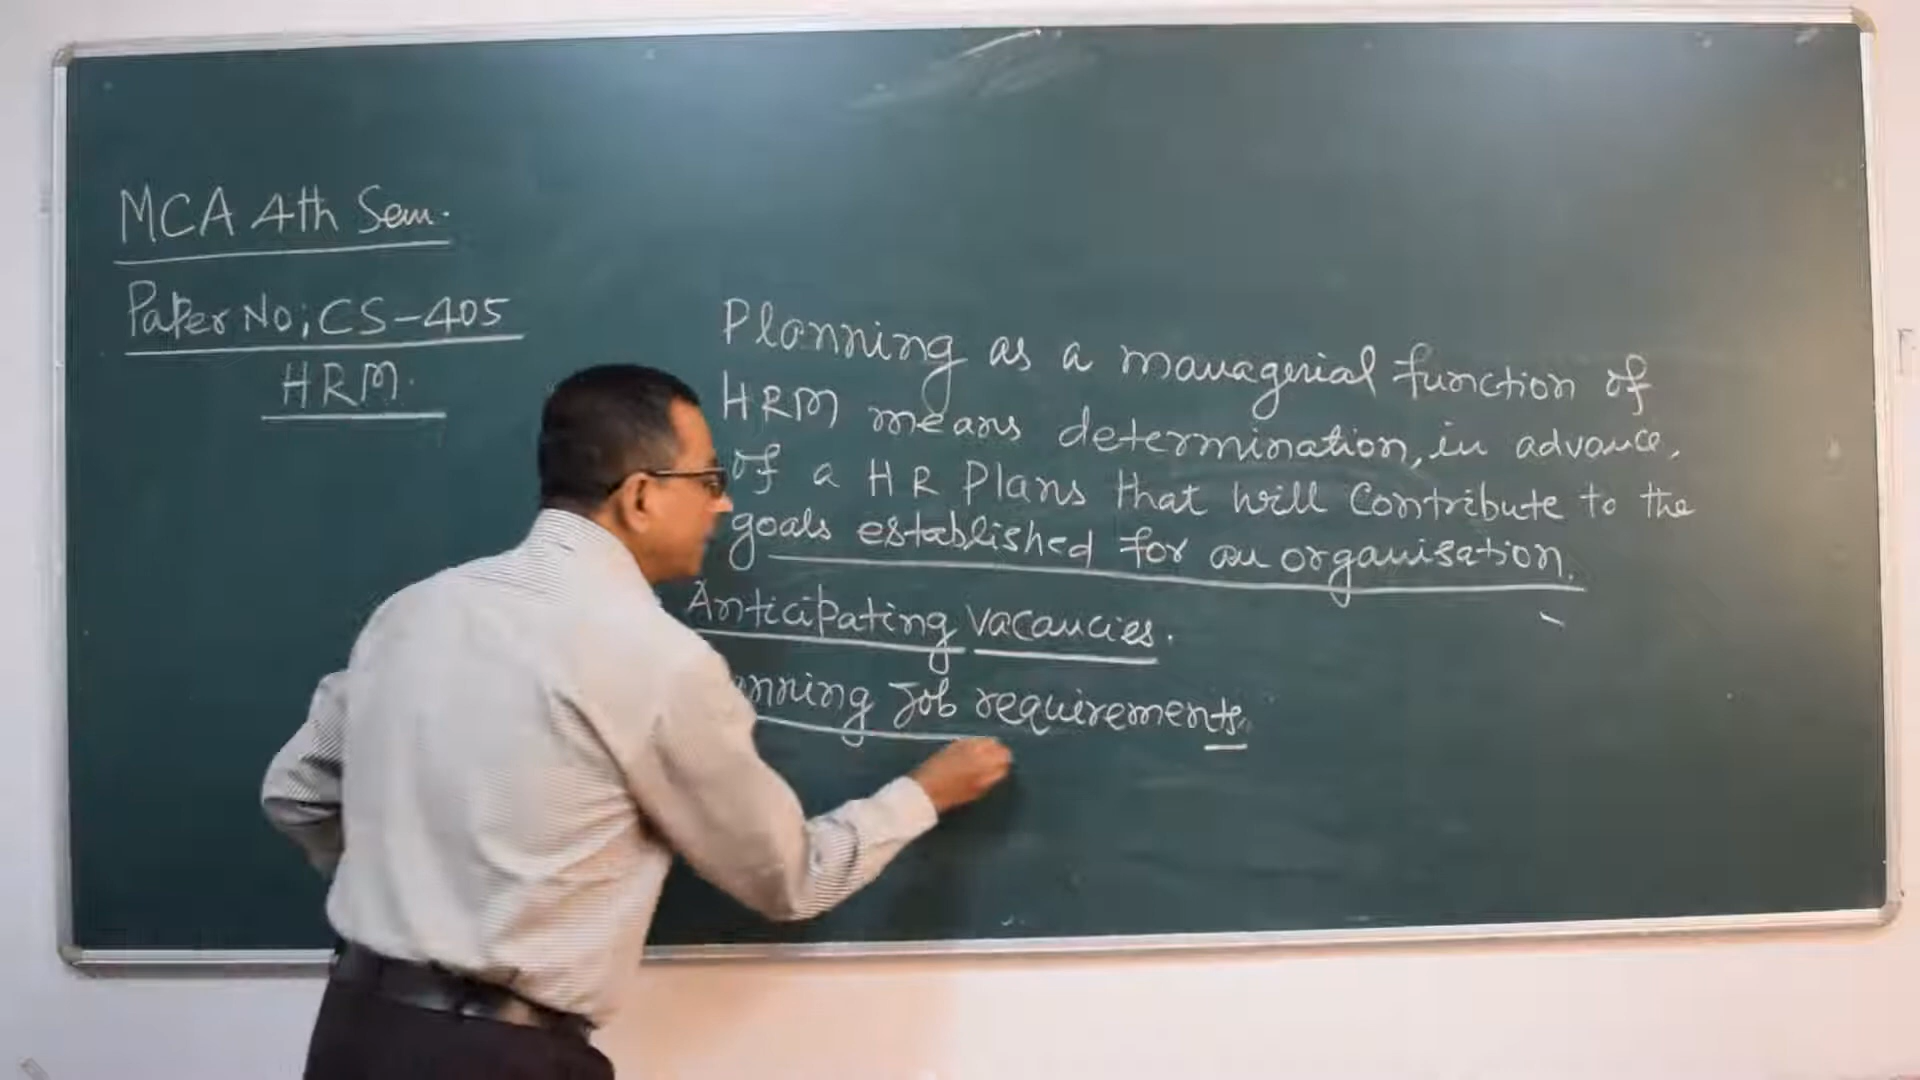 MCA 4th Sem.
Paper No; CS-405
HRM.
Planning as a managerial function of
HRM means determination, in advance,
of a HR Plans that will Contribute to the
goals established for an organisation.
Anticipating vacancies.
nning Job requirements.